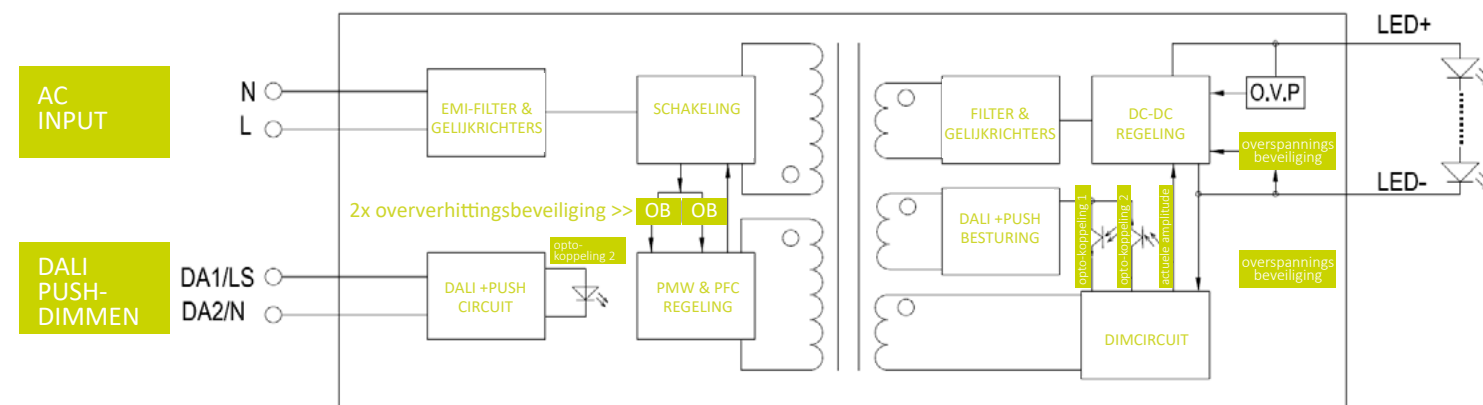 AC
INPUT
N
L
EMI-FILTER &
GELIJKRICHTERS
SCHAKELING
FILTER &
GELIJKRICHTERS
DC-DC
REGELING
O.V.P
LED+
overspannings
beveiliging
LED-
2x oververhittingsbeveiliging >>
OB
OB
DALI +PUSH
BESTURING
opto-koppeling 1
opto-koppeling 2
actuele amplitude
overspannings
beveiliging
DALI
PUSH-
DIMMEN
DA1/LS
DA2/N
DALI +PUSH
CIRCUIT
opto-
koppeling 2
PMW & PFC
REGELING
DIMCIRCUIT